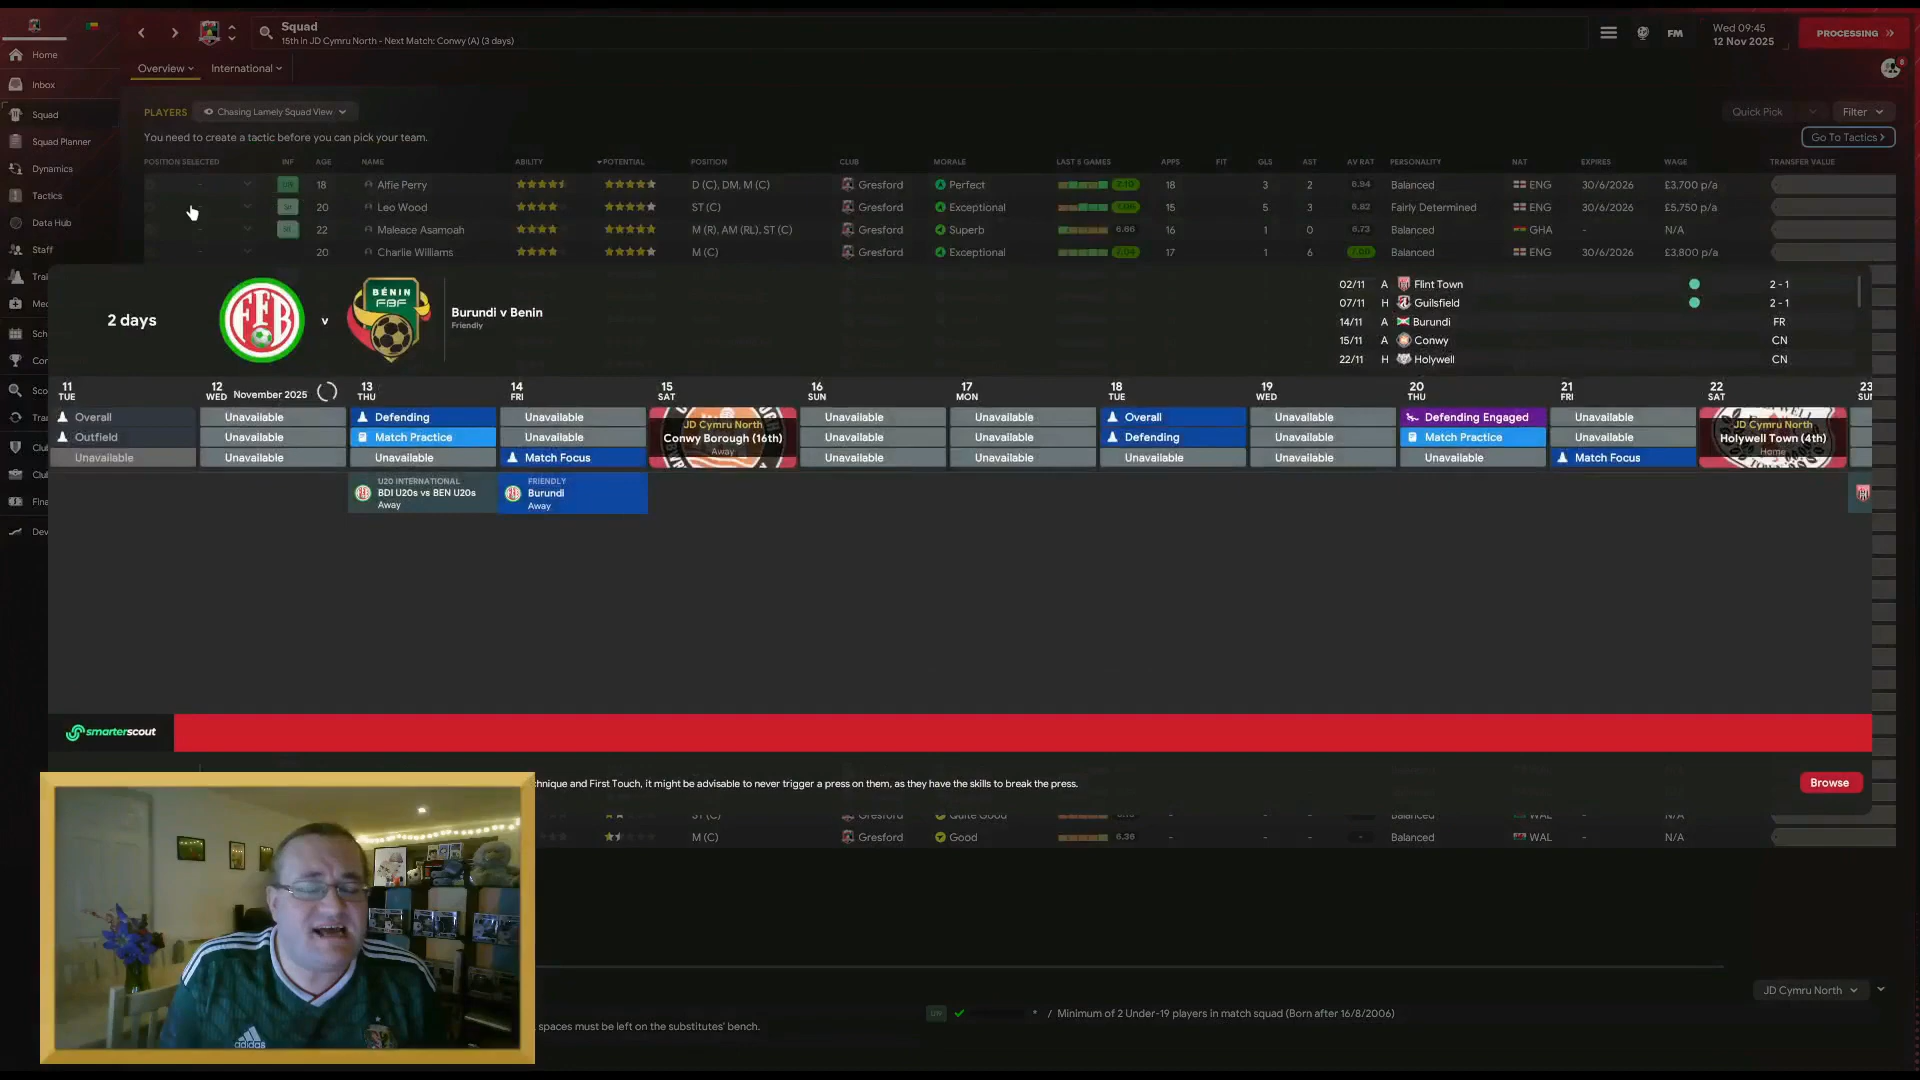 Squad
15th in JD Cymru North - Next Match: Conwy (A) (3 days)
FM
Wed 09:45
12 Nov 2025
PROCESSING
Home
Inbox
Squad
Squad Planner
Dynamics
Tactics
Data Hub
Staff
Overview
International
PLAYERS
Chasing Lamely Squad View
Quick Pick
Filter
You need to create a tactic before you can pick your team.
Go To Tactics
POSITION SELECTED INF AGE NAME ABILITY POTENTIAL POSITION CLUB MORALE LAST 5 GAMES APPS FIT GLS AST AV RAT PERSONALITY NAT EXPIRES WAGE TRANSFER VALUE
- 18 Alfie Perry D (C), DM, M (C) Gresford Perfect 7.10 18 3 2 6.94 Balanced ENG 30/6/2026 £3,700 p/a
- 20 Leo Wood ST (C) Gresford Exceptional 15 5 3 6.82 Fairly Determined ENG 30/6/2026 £5,750 p/a
- 22 Maleace Asamoah M (R), AM (RL), ST (C) Gresford Superb 6.66 16 1 0 6.73 Balanced GHA - N/A
- 20 Charlie Williams M (C) Gresford Exceptional 7.04 17 1 6 Balanced ENG 30/6/2026 £3,800 p/a
2 days
FFB
v
BÉNIN
FBF
Burundi v Benin
Friendly
02/11 A Flint Town 2 - 1
07/11 H Guilsfield 2 - 1
14/11 A Burundi FR
15/11 A Conwy CN
22/11 H Holywell CN
11 12 13 14 15 16 17 18 19 20 21 22 23
TUE WED November 2025 THU FRI SAT SUN MON TUE WED THU FRI SAT SUN
Overall Unavailable Defending Unavailable JD Cymru North Unavailable Unavailable Overall Unavailable Defending Engaged Unavailable JD Cymru North
Outfield Unavailable Match Practice Unavailable Conwy Borough (16th) Unavailable Unavailable Defending Unavailable Match Practice Unavailable Holywell Town (4th)
Unavailable Unavailable Unavailable Match Focus Away Unavailable Unavailable Unavailable Unavailable Unavailable Match Focus Home
U20 INTERNATIONAL
BDI U20s vs BEN U20s
Away
FRIENDLY
Burundi
Away
smarterscout
and First Touch, it might be advisable to never trigger a press on them, as they have the skills to break the press.
Browse
Gresford Quite Good WAL - N/A
M (C) Gresford Good 6.36 - - - - Balanced WAL - N/A
JD Cymru North
* / Minimum of 2 Under-19 players in match squad (Born after 16/8/2006)
spaces must be left on the substitutes' bench.
adidas